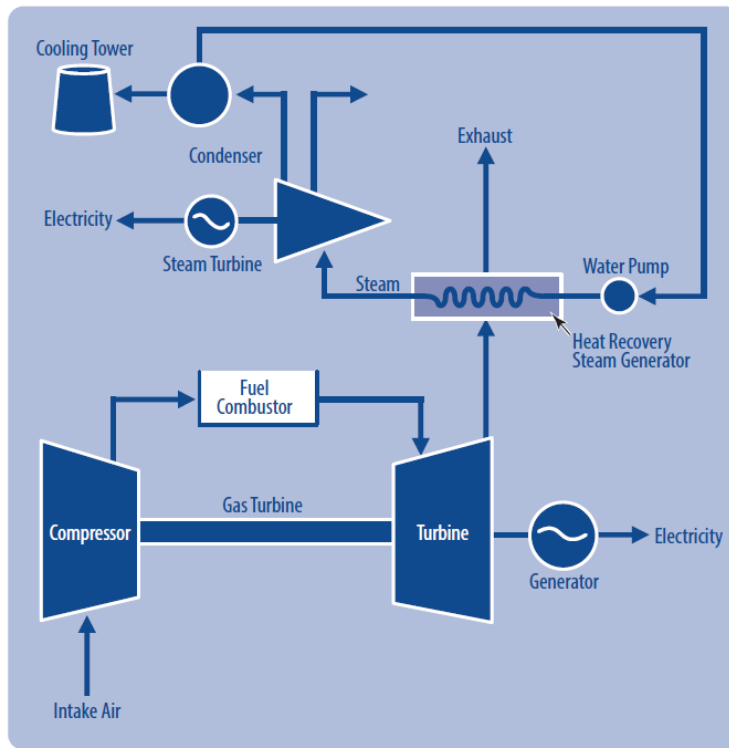 Cooling Tower
Condenser
Exhaust
Electricity
Steam Turbine
Steam
Water Pump
Heat Recovery
Steam Generator
Fuel
Combustor
Gas Turbine
Compressor
Turbine
Electricity
Generator
Intake Air